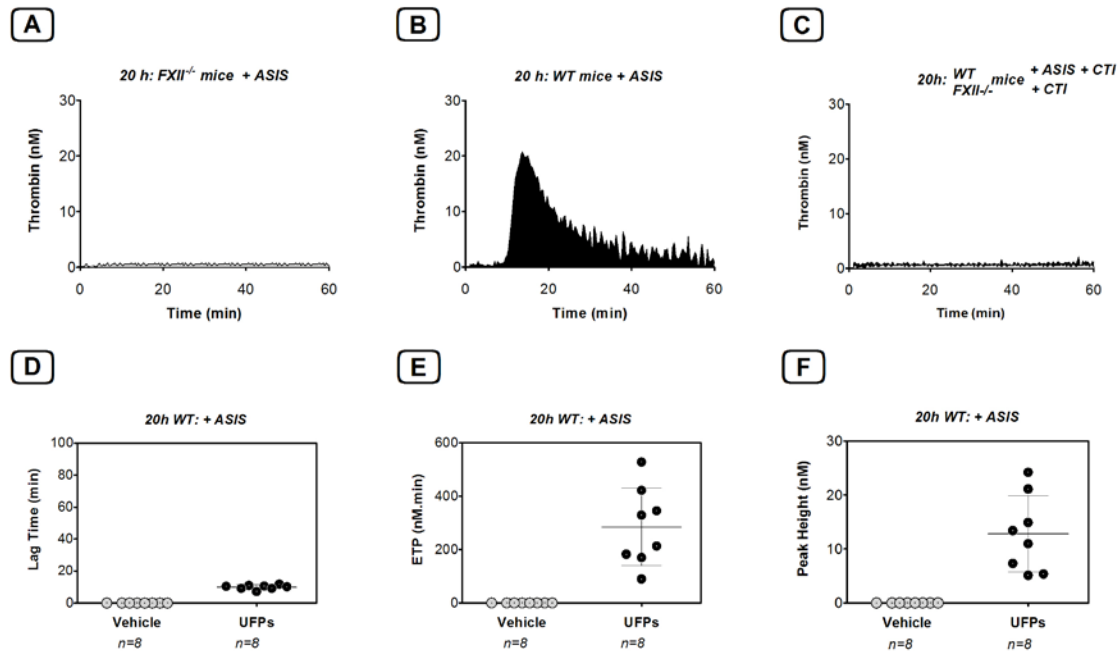 A
20 h: FXII-/- mice + ASIS
30
20
10
0
Thrombin (nM)
0 20 40 60
Time (min)
B
20 h: WT mice + ASIS
30
20
10
0
Thrombin (nM)
0 20 40 60
Time (min)
C
20h: WT mice + ASIS + CTI
FXII-/- + CTI
30
20
10
0
Thrombin (nM)
0 20 40 60
Time (min)
D
20h WT: + ASIS
100
80
60
40
20
10
0
Lag Time (min)
Vehicle UFPs
n=8 n=8
E
20h WT: + ASIS
600
400
200
0
ETP (nM.min)
Vehicle UFPs
n=8 n=8
F
20h WT: + ASIS
30
20
10
0
Peak Height (nM)
Vehicle UFPs
n=8 n=8